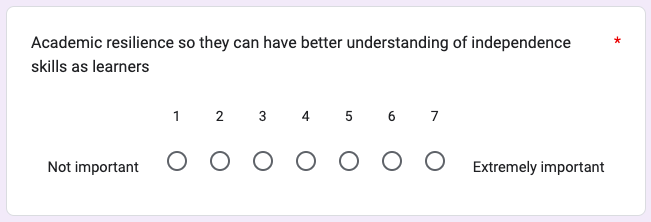 Academic resilience so they can have better understanding of independence *
skills as learners
1 2 3 4 5 6 7
Not important Extremely important